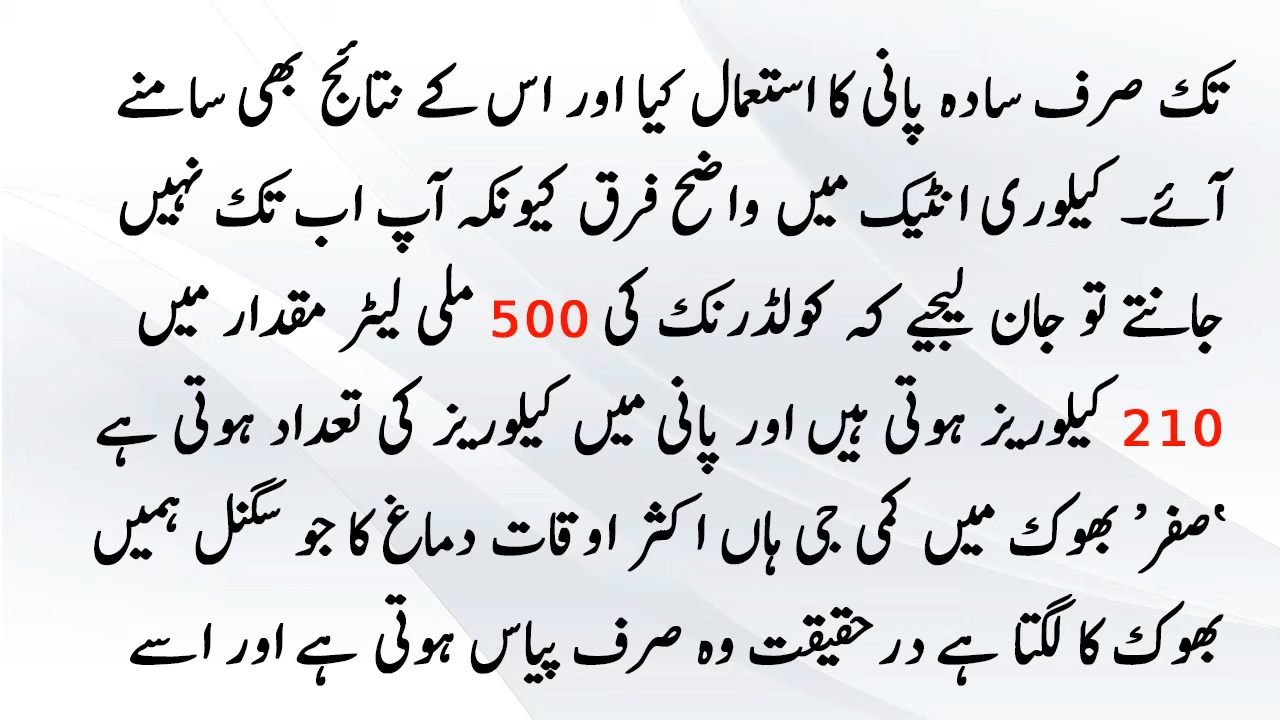 تک صرف سادہ پانی کا استعمال کیا اور اس کے نتائج بھی سامنے
آئے۔ کیلوری انٹیک میں واضح فرق کیونکہ آپ اب تک نہیں
جانتے تو جان لیجیے کہ کولڈرنک کی 500 ملی لیٹر مقدار میں
210 کیلوریز ہوتی ہیں اور پانی میں کیلوریز کی تعداد ہوتی ہے
‘صفر’ بھوک میں کمی جی ہاں اکثر اوقات دماغ کا جو سگنل ہمیں
بھوک کا لگتا ہے درحقیقت وہ صرف پیاس ہوتی ہے اور اسے